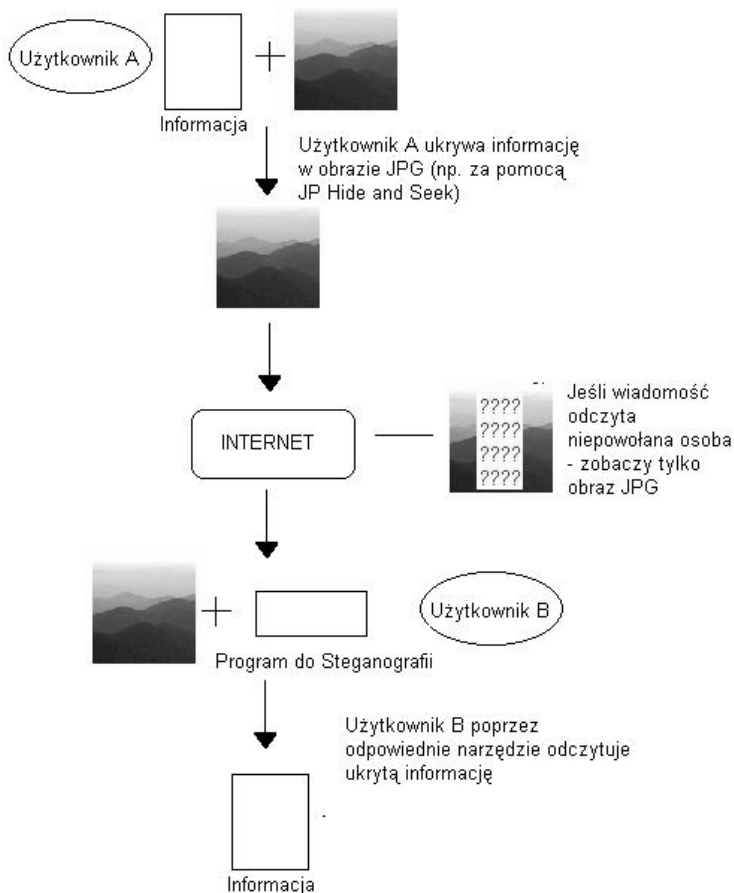 Użytkownik A
Informacja
Użytkownik A ukrywa informację
w obrazie JPG (np. za pomocą
JP Hide and Seek)
INTERNET
????
????
????
????
Jeśli wiadomość
odczyta
niepowołana osoba
- zobaczy tylko
obraz JPG
Użytkownik B
Program do Steganografii
Użytkownik B poprzez
odpowiednie narzędzie odczytuje
ukrytą informację
Informacja